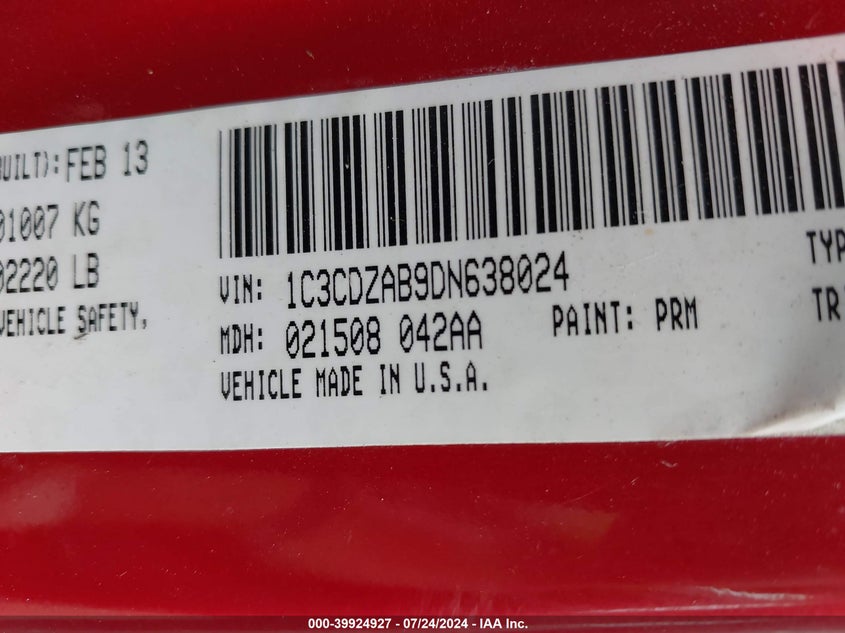 BUILT): FEB 13
01007 KG
02220 LB
VEHICLE SAFETY,
VIN: 1C3CDZAB9DN638024
MDH: 021508 042AA
PAINT: PRM
VEHICLE MADE IN U.S.A.
TYP
TR
000-39924927 - 07/24/2024 - IAA Inc.